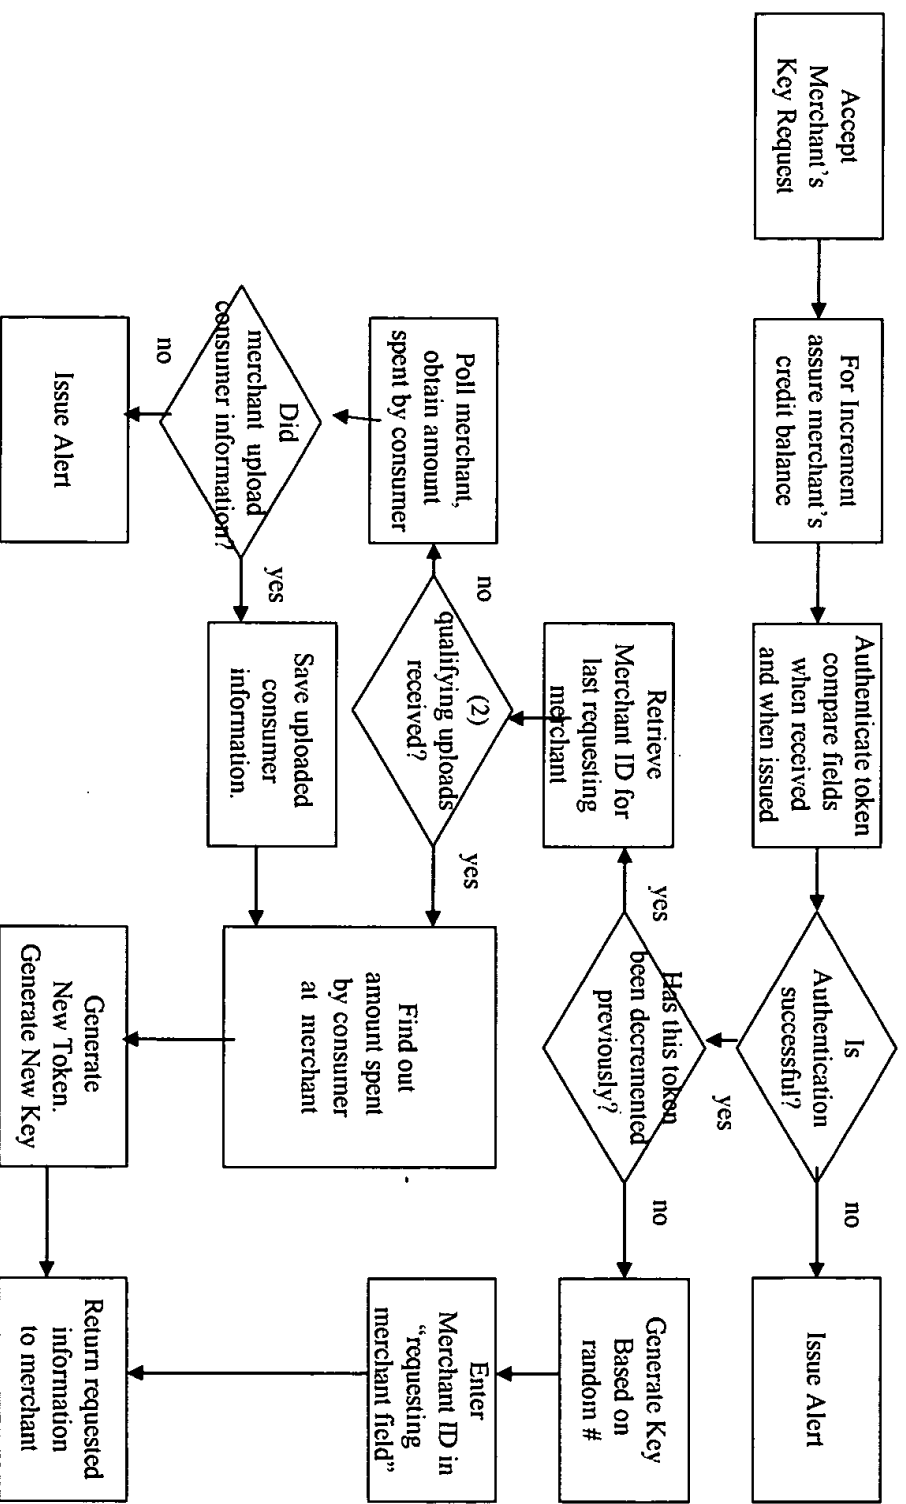 Accept
Merchant's
Key Request
For Increment
assure merchant's
credit balance
Authenticate token
compare fields
when received
and when issued
Is
Authentication
successful?
no
Issue Alert
yes
Has this token
been decremented
previously?
yes
no
Retrieve
Merchant ID for
last requesting
merchant
Generate Key
Based on
random #
(2)
qualifying uploads
received?
no
yes
Poll merchant,
obtain amount
spent by consumer
Find out
amount spent
by consumer
at merchant
Enter
Merchant ID in
“requesting
merchant field”
Did
merchant upload
consumer information?
yes
no
Save uploaded
consumer
information.
Issue Alert
Generate
New Token.
Generate New Key
Return requested
information
to merchant